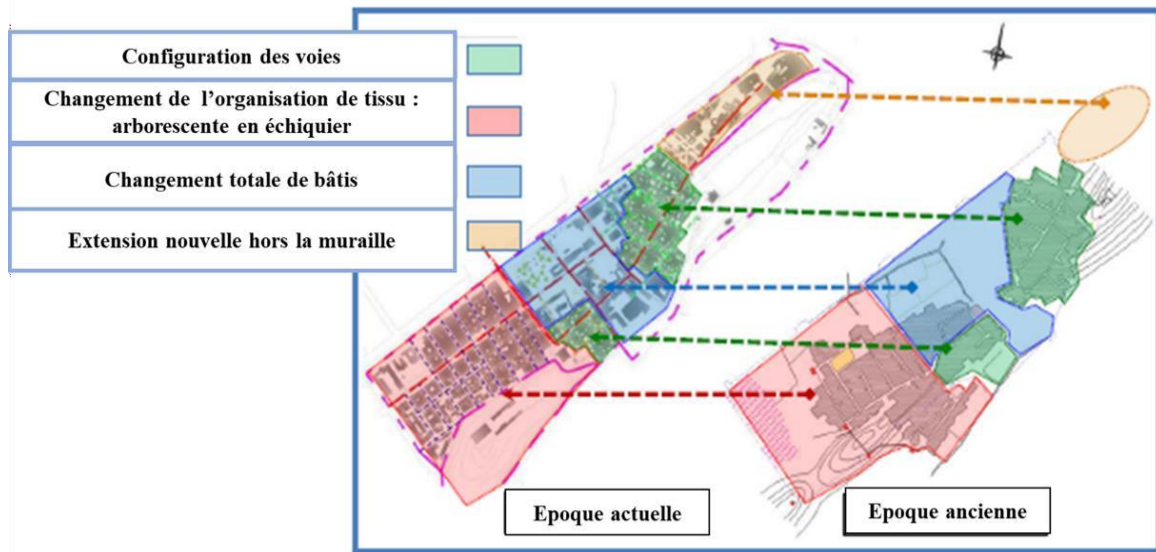 Configuration des voies
Changement de l'organisation de tissu :
arborescente en échiquier
Changement totale de bâtis
Extension nouvelle hors la muraille
Epoque actuelle
Epoque ancienne